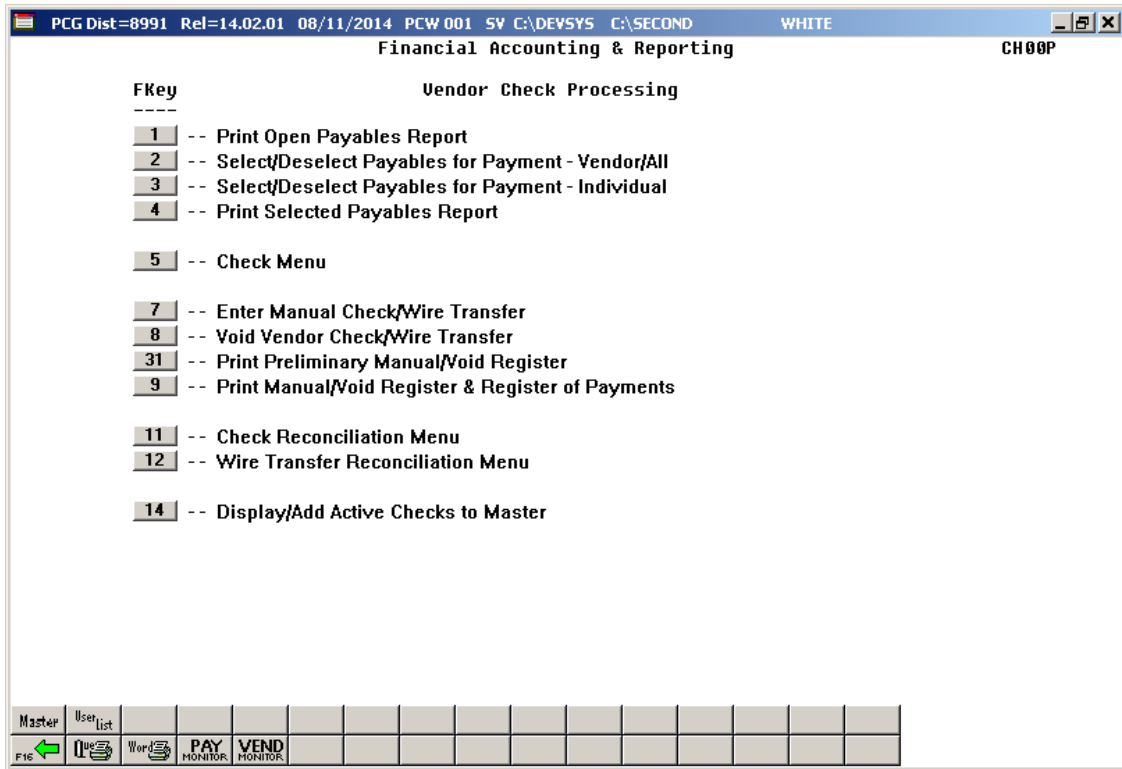 PCG Dist=8991 Rel=14.02.01 08/11/2014 PCW 001 SV C:\DEVSYS C:\SECOND WHITE
Financial Accounting & Reporting CH00P
FKey Vendor Check Processing
----
1 -- Print Open Payables Report
2 -- Select/Deselect Payables for Payment - Vendor/All
3 -- Select/Deselect Payables for Payment - Individual
4 -- Print Selected Payables Report
5 -- Check Menu
7 -- Enter Manual Check/Wire Transfer
8 -- Void Vendor Check/Wire Transfer
31 -- Print Preliminary Manual/Void Register
9 -- Print Manual/Void Register & Register of Payments
11 -- Check Reconciliation Menu
12 -- Wire Transfer Reconciliation Menu
14 -- Display/Add Active Checks to Master
Master User List
F16 Que Word PAY MONITOR VEND MONITOR